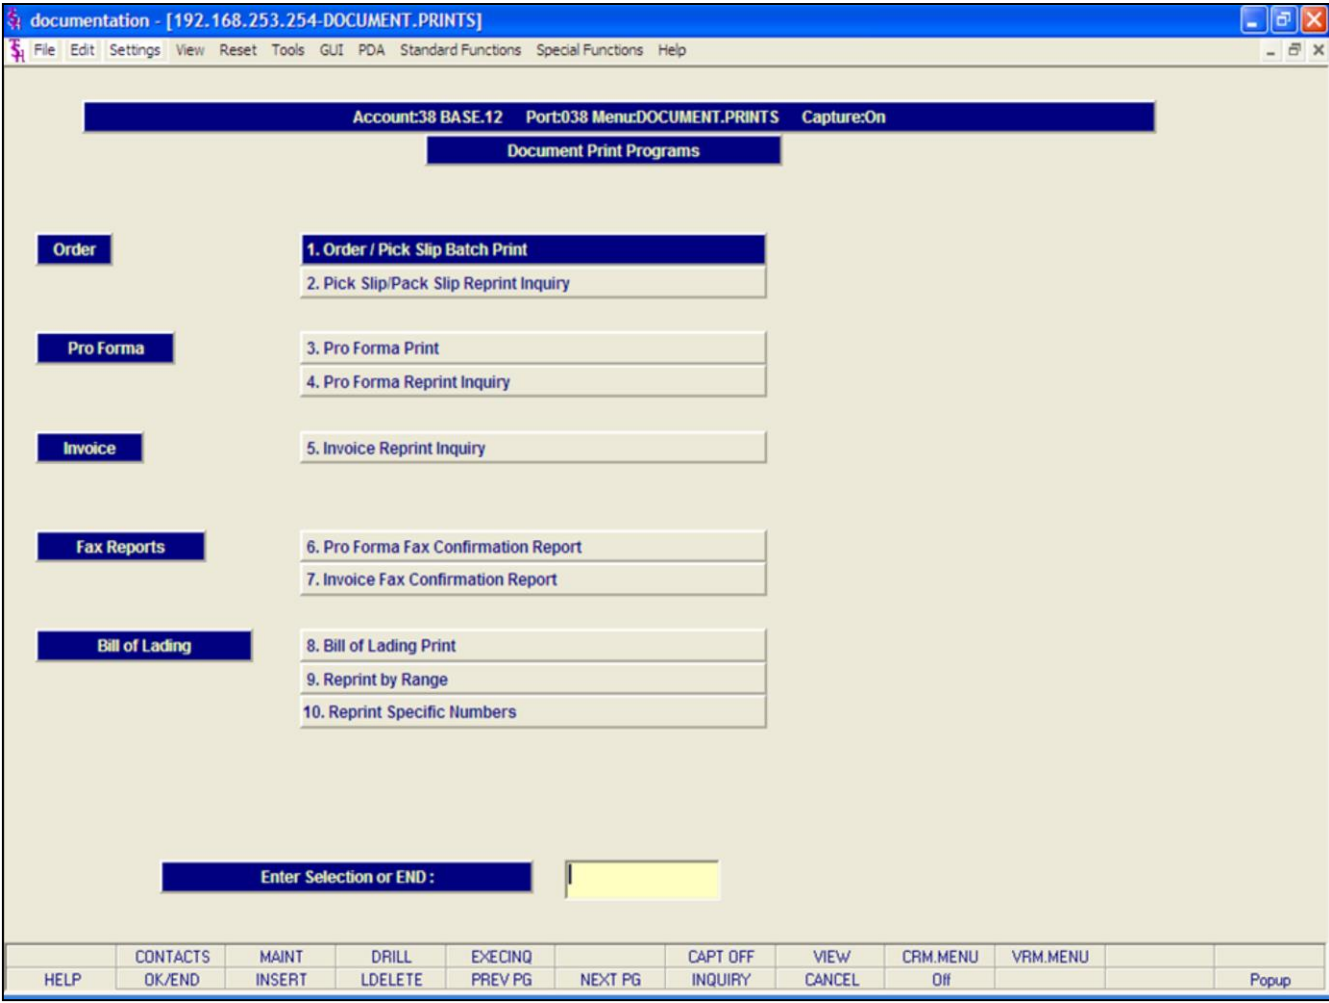 documentation - [192.168.253.254-DOCUMENT.PRINTS]
File Edit Settings View Reset Tools GUI PDA Standard Functions Special Functions Help
Account:38 BASE.12 Port:038 Menu:DOCUMENT.PRINTS Capture:On
Document Print Programs
Order
1. Order / Pick Slip Batch Print
2. Pick Slip/Pack Slip Reprint Inquiry
Pro Forma
3. Pro Forma Print
4. Pro Forma Reprint Inquiry
Invoice
5. Invoice Reprint Inquiry
Fax Reports
6. Pro Forma Fax Confirmation Report
7. Invoice Fax Confirmation Report
Bill of Lading
8. Bill of Lading Print
9. Reprint by Range
10. Reprint Specific Numbers
Enter Selection or END :
CONTACTS MAINT DRILL EXECINQ CAPT OFF VIEW CRM.MENU VRM.MENU
HELP OK/END INSERT LDELETE PREV PG NEXT PG INQUIRY CANCEL Off Popup